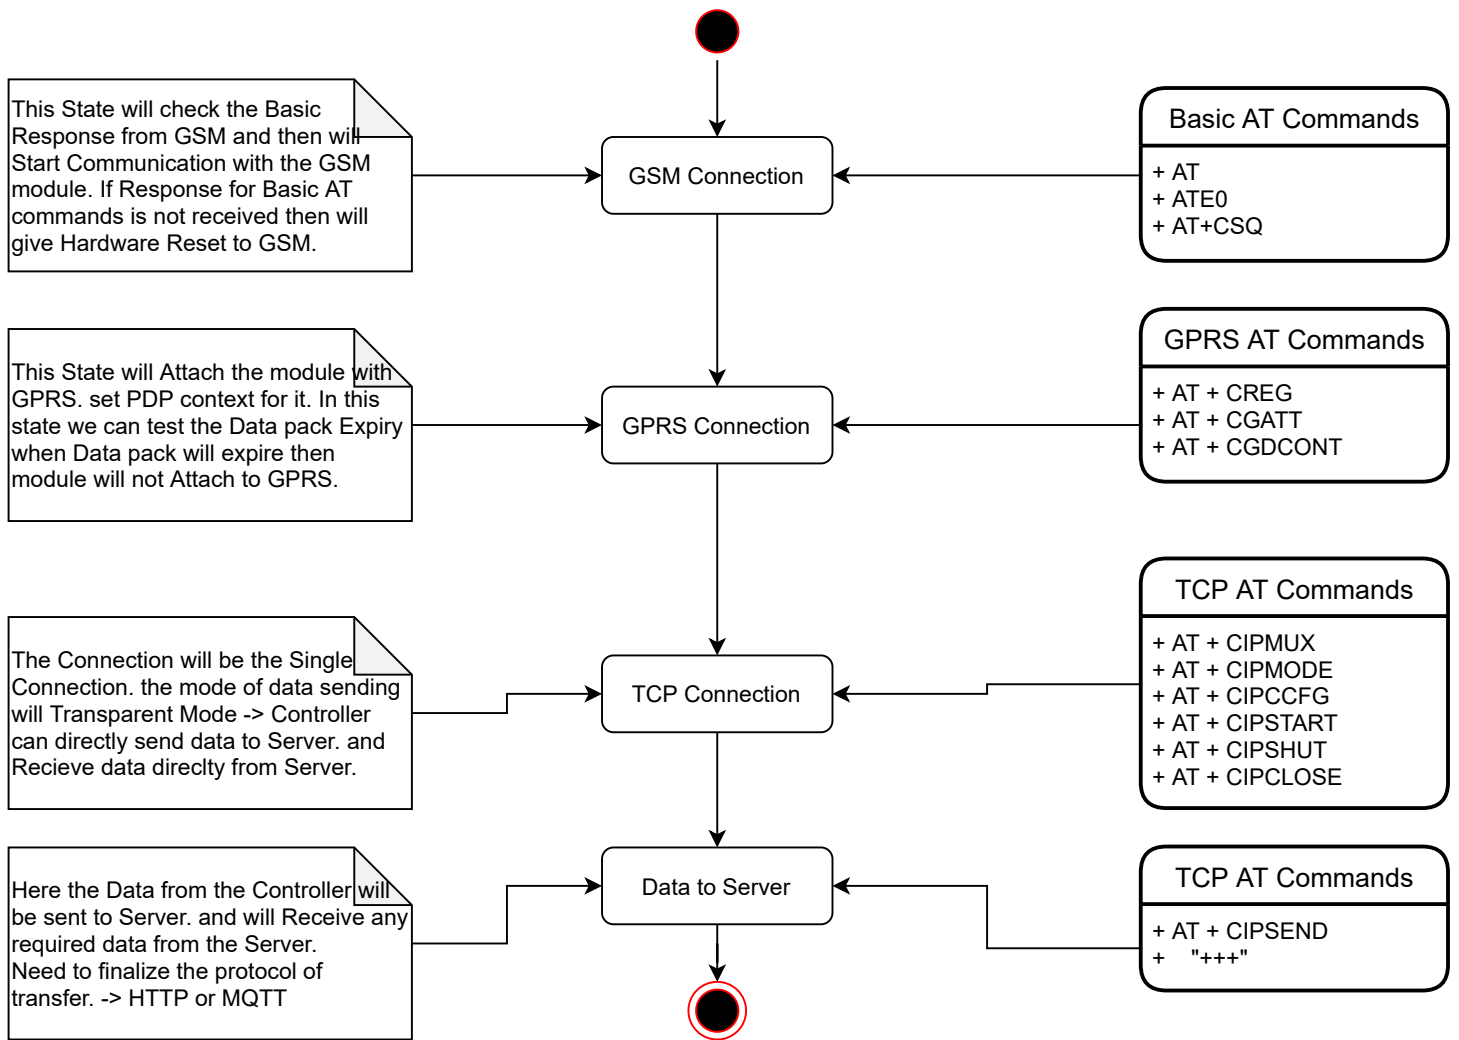 This State will check the Basic
Response from GSM and then will
Start Communication with the GSM
module. If Response for Basic AT
commands is not received then will
give Hardware Reset to GSM.
GSM Connection
Basic AT Commands
+ AT
+ ATE0
+ AT+CSQ
This State will Attach the module with
GPRS. set PDP context for it. In this
state we can test the Data pack Expiry
when Data pack will expire then
module will not Attach to GPRS.
GPRS Connection
GPRS AT Commands
+ AT + CREG
+ AT + CGATT
+ AT + CGDCONT
The Connection will be the Single
Connection. the mode of data sending
will Transparent Mode -> Controller
can directly send data to Server. and
Recieve data direclty from Server.
TCP Connection
TCP AT Commands
+ AT + CIPMUX
+ AT + CIPMODE
+ AT + CIPCCFG
+ AT + CIPSTART
+ AT + CIPSHUT
+ AT + CIPCLOSE
Here the Data from the Controller will
be sent to Server. and will Receive any
required data from the Server.
Need to finalize the protocol of
transfer. -> HTTP or MQTT
Data to Server
TCP AT Commands
+ AT + CIPSEND
+ "+++"